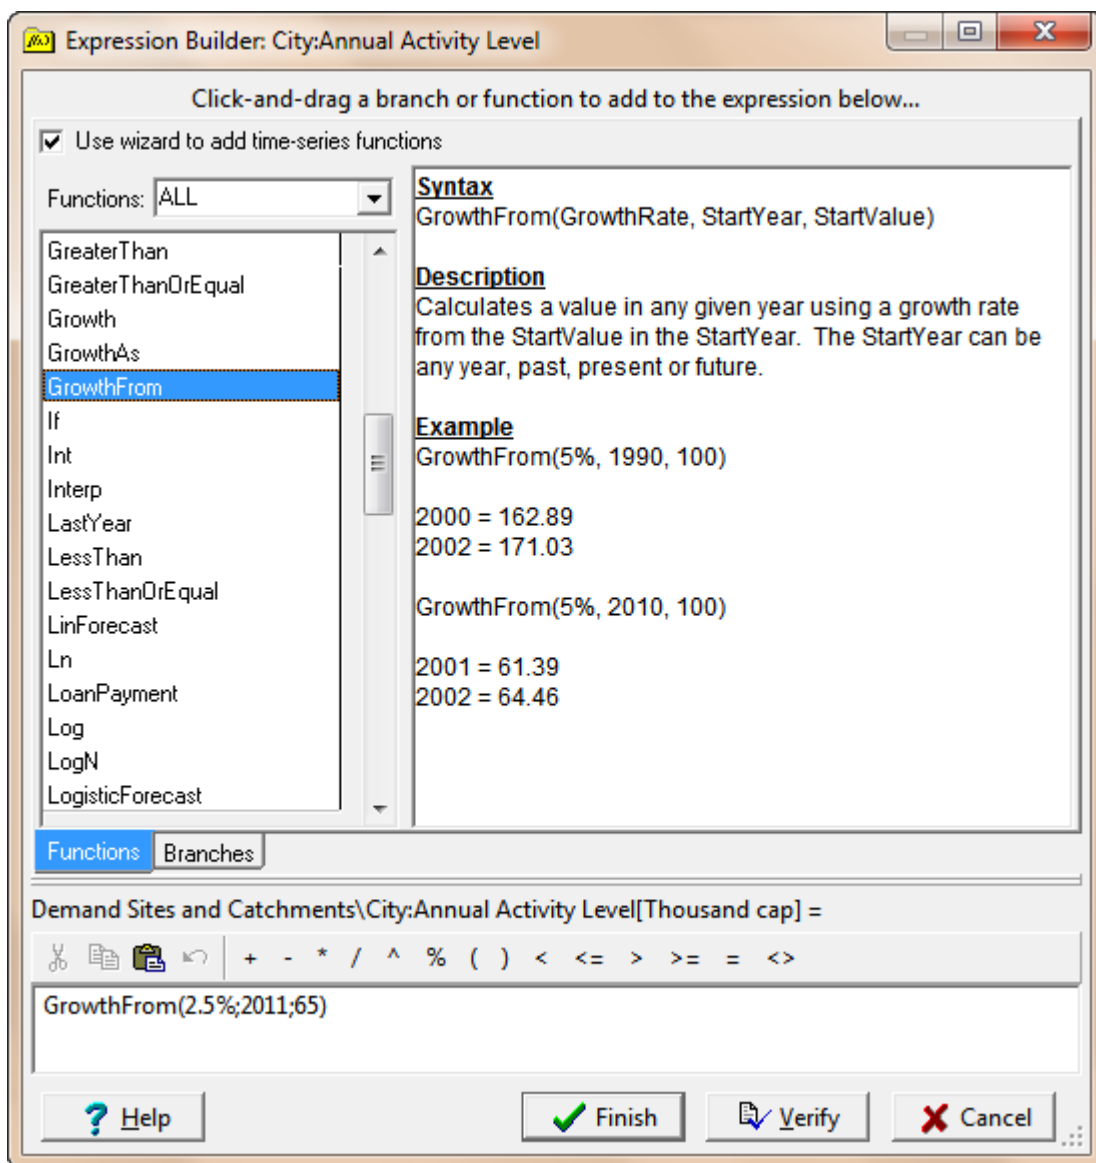 Expression Builder: City:Annual Activity Level
Click-and-drag a branch or function to add to the expression below...
Use wizard to add time-series functions
Functions: ALL
GreaterThan
GreaterThanOrEqual
Growth
GrowthAs
GrowthFrom
If
Int
Interp
LastYear
LessThan
LessThanOrEqual
LinForecast
Ln
LoanPayment
Log
LogN
LogisticForecast
Syntax
GrowthFrom(GrowthRate, StartYear, StartValue)
Description
Calculates a value in any given year using a growth rate
from the StartValue in the StartYear.  The StartYear can be
any year, past, present or future.
Example
GrowthFrom(5%, 1990, 100)
2000 = 162.89
2002 = 171.03
GrowthFrom(5%, 2010, 100)
2001 = 61.39
2002 = 64.46
Functions Branches
Demand Sites and Catchments\City:Annual Activity Level[Thousand cap] =
+ - * / ^ % ( ) < <= > >= = <>
GrowthFrom(2.5%;2011;65)
Help Finish Verify Cancel